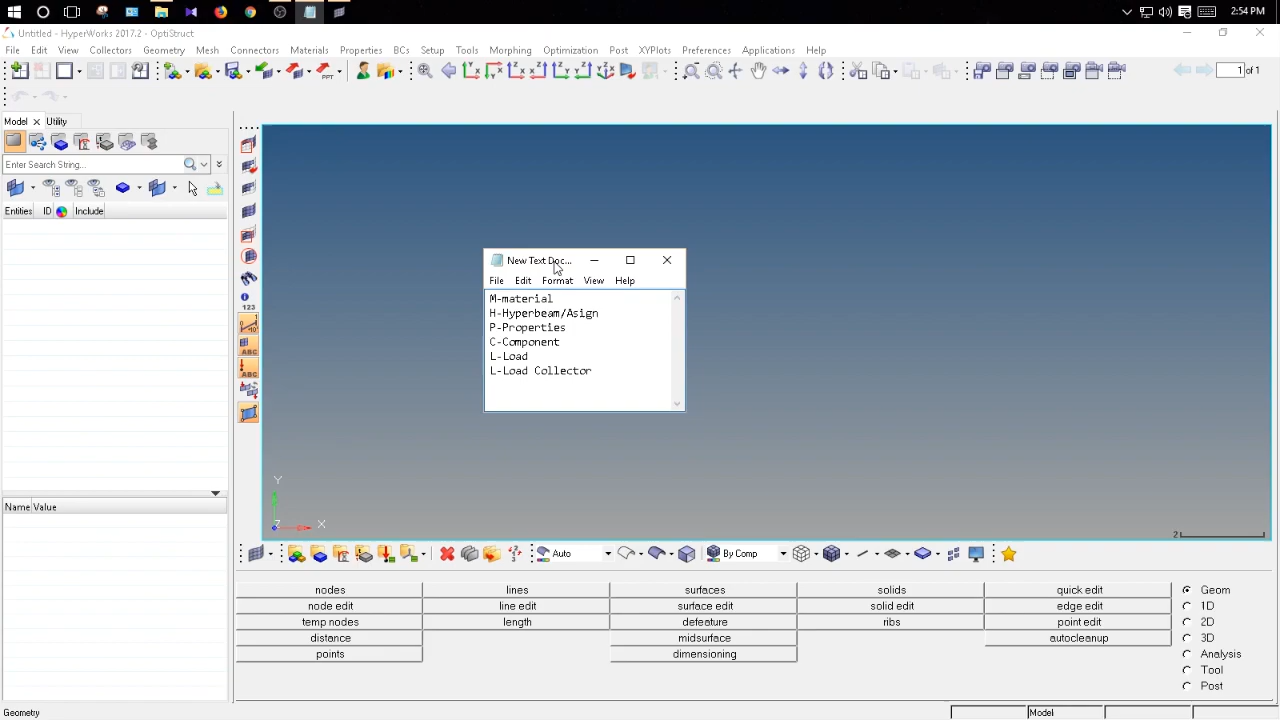 2:54 PM
Untitled - HyperWorks 2017.2 - OptiStruct
File Edit View Collectors Geometry Mesh Connectors Materials Properties BCs Setup Tools Morphing Optimization Post XYPlots Preferences Applications Help
1 of 1
Model Utility
Enter Search String...
Entities ID Include
New Text Doc...
File Edit Format View Help
M-material
H-Hyperbeam/Asign
P-Properties
C-Component
L-Load
L-Load Collector
123
ABC
ABC
Y
Z X
2
Name Value
Auto By Comp
nodes lines surfaces solids quick edit Geom
node edit line edit surface edit solid edit edge edit 1D
temp nodes length defeature ribs point edit 2D
distance midsurface autocleanup 3D
points dimensioning Analysis
Tool
Post
Geometry Model